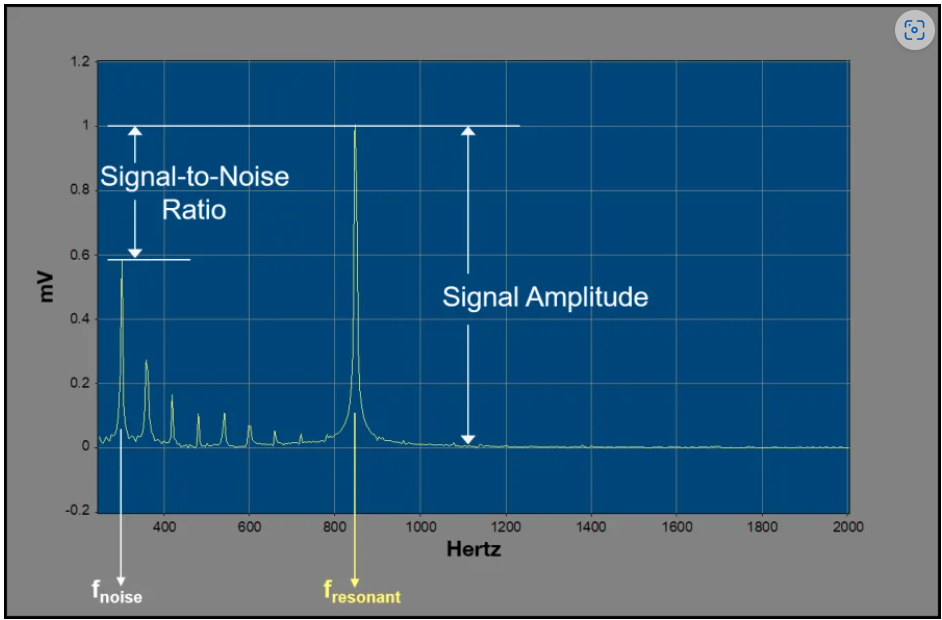 1.2
1
Signal-to-Noise
Ratio
0.8
0.6
mV
Signal Amplitude
0.4
0.2
0
-0.2
400 600 800 1000 1200 1400 1600 1800 2000
Hertz
fnoise fresonant